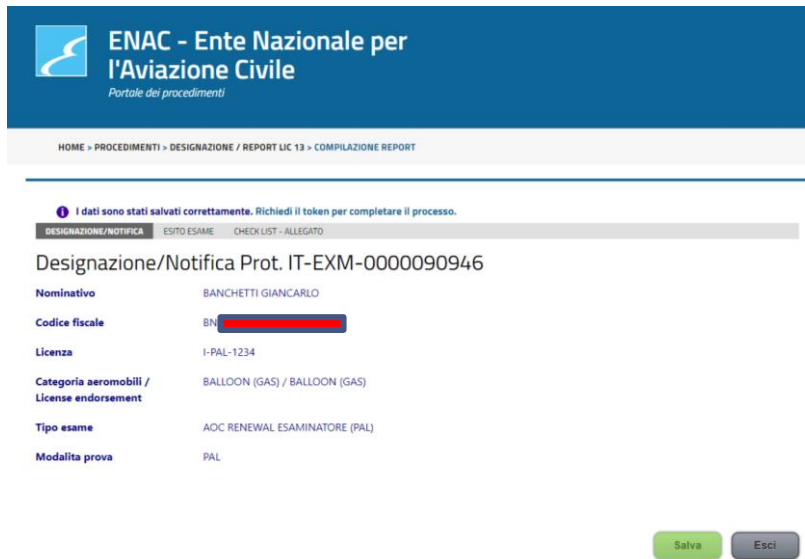 ENAC - Ente Nazionale per
l'Aviazione Civile
Portale dei procedimenti
HOME > PROCEDIMENTI > DESIGNAZIONE / REPORT LIC 13 > COMPILAZIONE REPORT
I dati sono stati salvati correttamente. Richiedi il token per completare il processo.
DESIGNAZIONE/NOTIFICA ESITO ESAME CHECK LIST - ALLEGATO
Designazione/Notifica Prot. IT-EXM-0000090946
Nominativo BANCHETTI GIANCARLO
Codice fiscale BN
Licenza I-PAL-1234
Categoria aeromobili / BALLOON (GAS) / BALLOON (GAS)
License endorsement
Tipo esame AOC RENEWAL ESAMINATORE (PAL)
Modalita prova PAL
Salva Esci